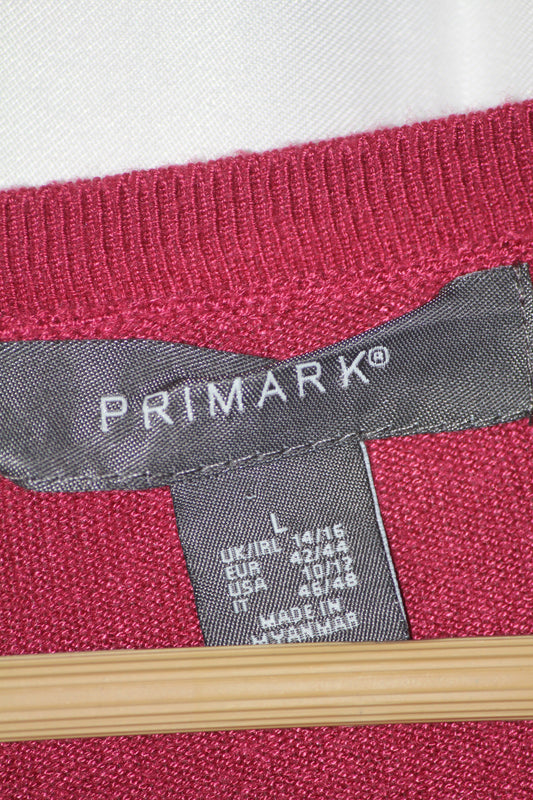 PRIMARK®
L
UK/IRL 14/16
EUR 42/44
USA 10/12
IT 46/48
MADE IN
MYANMAR